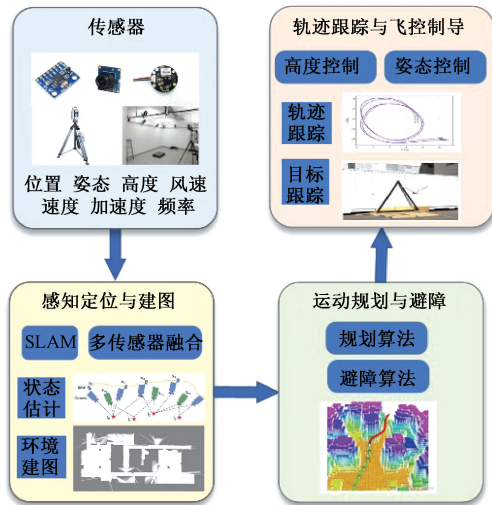 传感器
位置 姿态 高度 风速
速度 加速度 频率
轨迹跟踪与飞控制导
高度控制 姿态控制
轨迹
跟踪
目标
跟踪
感知定位与建图
SLAM 多传感器融合
状态
估计
环境
建图
运动规划与避障
规划算法
避障算法